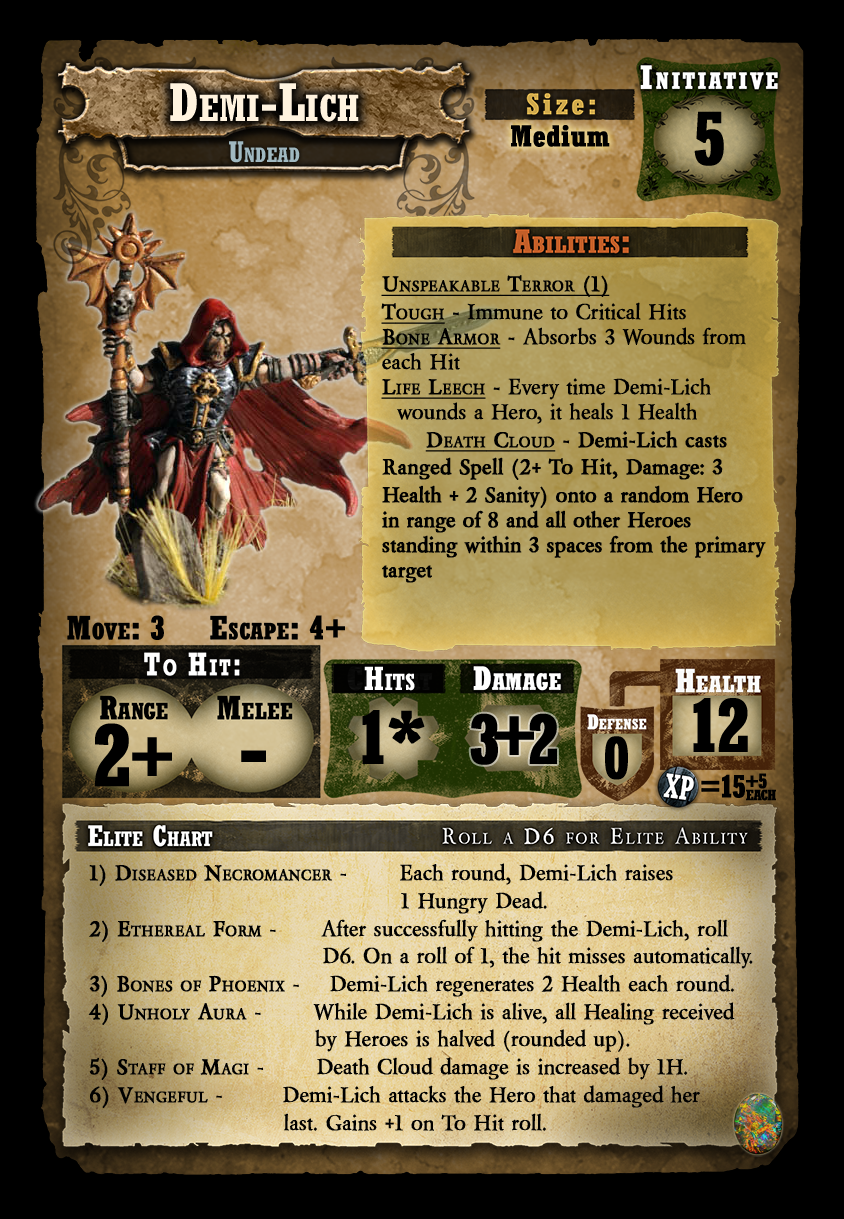 Demi-Lich
Undead
Size:
Medium
Initiative
5
Abilities:
Unspeakable Terror (1)
Tough - Immune to Critical Hits
Bone Armor - Absorbs 3 Wounds from
each Hit
Life Leech - Every time Demi-Lich
wounds a Hero, it heals 1 Health
Death Cloud - Demi-Lich casts
Ranged Spell (2+ To Hit, Damage: 3
Health + 2 Sanity) onto a random Hero
in range of 8 and all other Heroes
standing within 3 spaces from the primary
target
Move: 3 Escape: 4+
To Hit:
Range Melee
2+ -
Hits Damage
1* 3+2
Defense
0
Health
12
XP =15 +5 EACH
Elite Chart Roll a D6 for Elite Ability
1) Diseased Necromancer - Each round, Demi-Lich raises
1 Hungry Dead.
2) Ethereal Form - After successfully hitting the Demi-Lich, roll
D6. On a roll of 1, the hit misses automatically.
3) Bones of Phoenix - Demi-Lich regenerates 2 Health each round.
4) Unholy Aura - While Demi-Lich is alive, all Healing received
by Heroes is halved (rounded up).
5) Staff of Magi - Death Cloud damage is increased by 1H.
6) Vengeful - Demi-Lich attacks the Hero that damaged her
last. Gains +1 on To Hit roll.